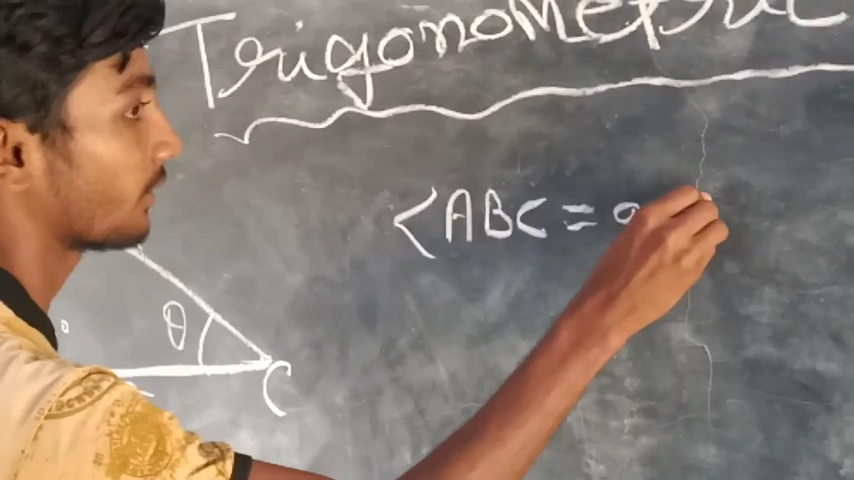 Trigonometric
<ABC =
θ
C